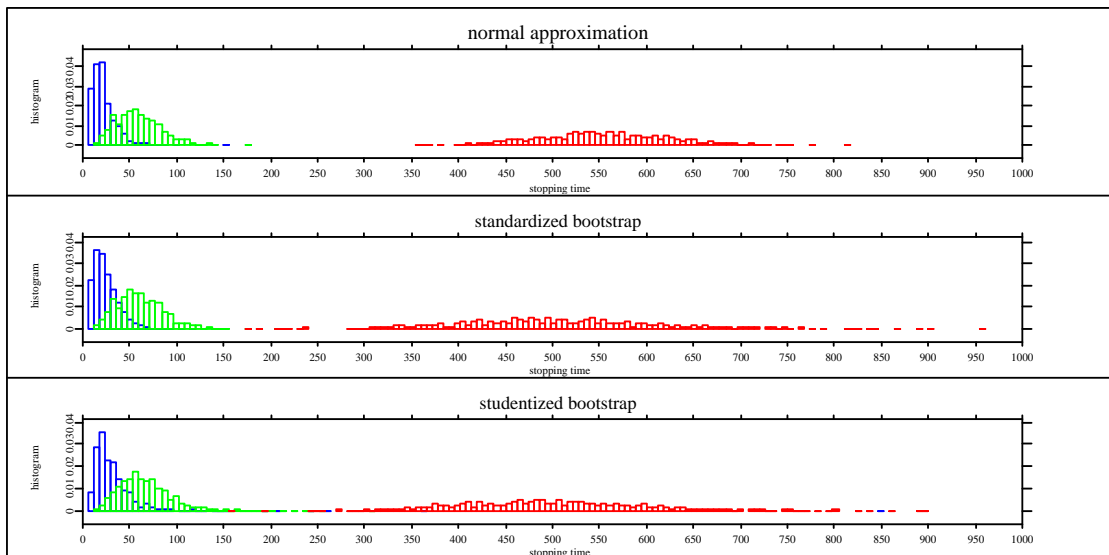 normal approximation
histogram
0 0.01 0.02 0.03 0.04
0 50 100 150 200 250 300 350 400 450 500 550 600 650 700 750 800 850 900 950 1000
stopping time
standardized bootstrap
histogram
0 0.01 0.02 0.03 0.04
0 50 100 150 200 250 300 350 400 450 500 550 600 650 700 750 800 850 900 950 1000
stopping time
studentized bootstrap
histogram
0 0.01 0.02 0.03 0.04
0 50 100 150 200 250 300 350 400 450 500 550 600 650 700 750 800 850 900 950 1000
stopping time